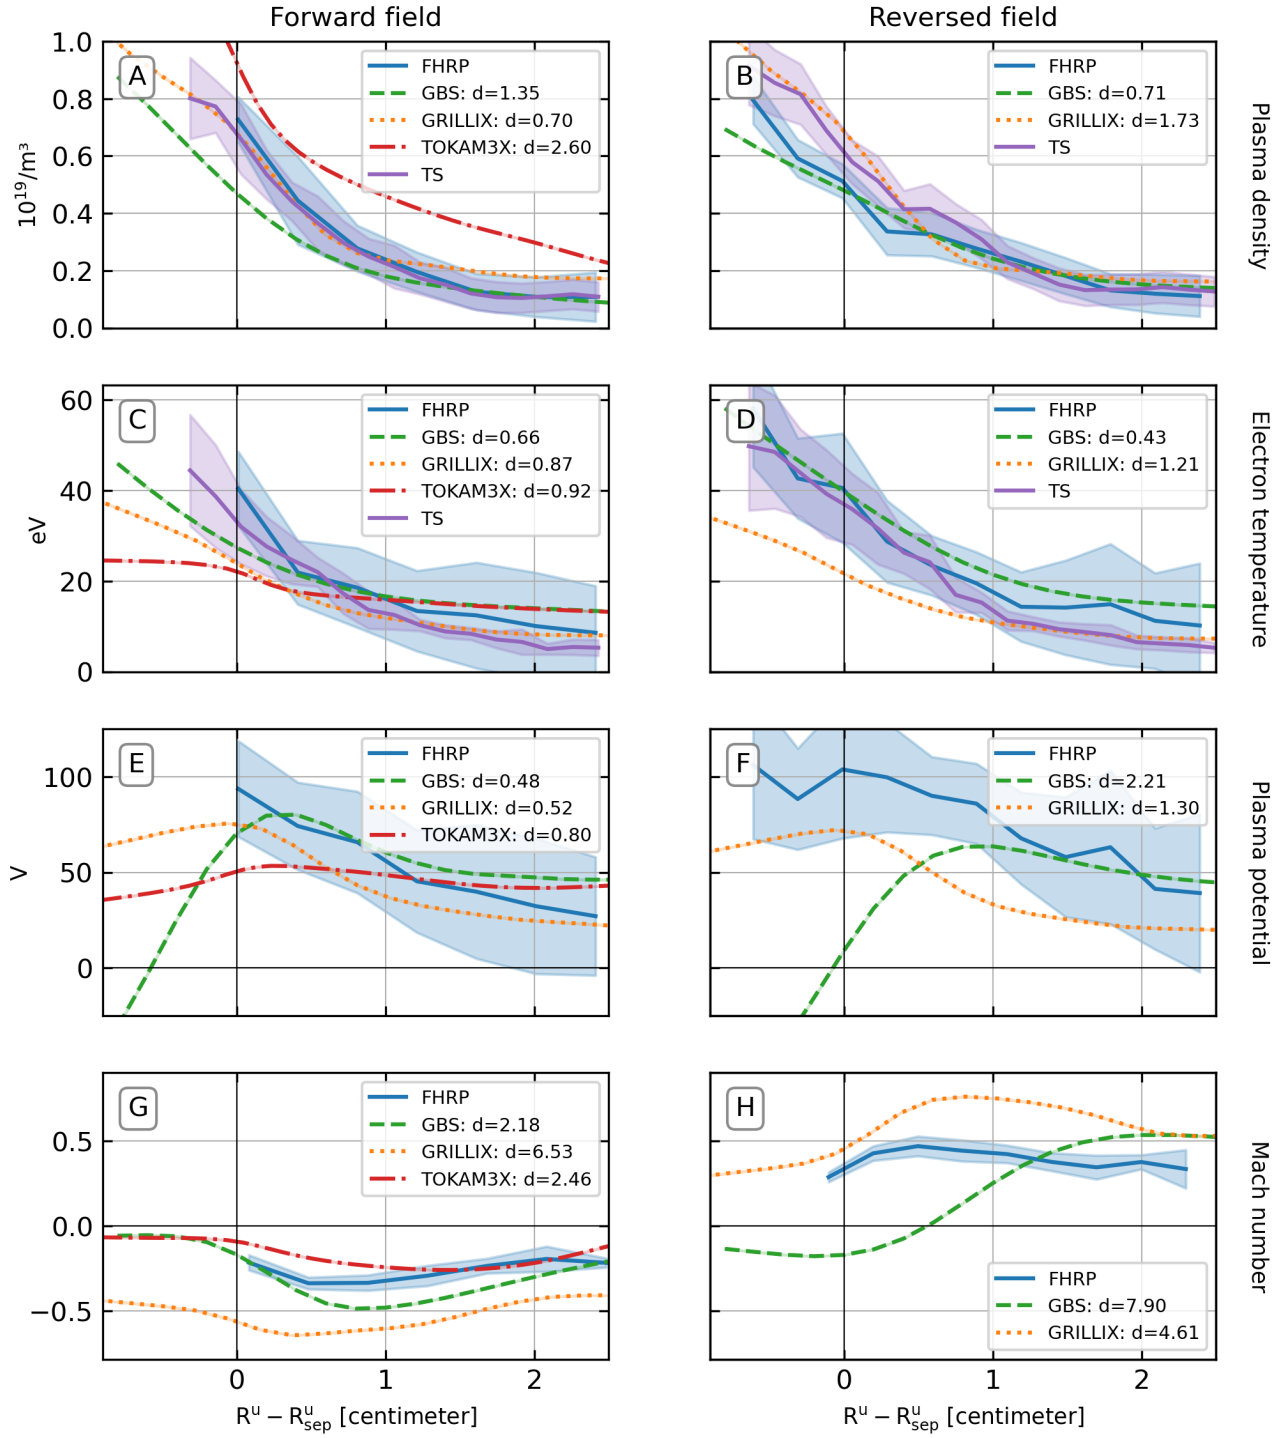 Forward field
Reversed field
A
FHRP
GBS: d=1.35
GRILLIX: d=0.70
TOKAM3X: d=2.60
TS
1.0
0.8
0.6
0.4
0.2
0.0
10¹⁹/m³
B
FHRP
GBS: d=0.71
GRILLIX: d=1.73
TS
Plasma density
C
FHRP
GBS: d=0.66
GRILLIX: d=0.87
TOKAM3X: d=0.92
TS
60
40
20
0
eV
D
FHRP
GBS: d=0.43
GRILLIX: d=1.21
TS
Electron temperature
E
FHRP
GBS: d=0.48
GRILLIX: d=0.52
TOKAM3X: d=0.80
100
50
0
V
F
FHRP
GBS: d=2.21
GRILLIX: d=1.30
Plasma potential
G
FHRP
GBS: d=2.18
GRILLIX: d=6.53
TOKAM3X: d=2.46
0.5
0.0
−0.5
0 1 2
Rᵘ − Rᵘsep [centimeter]
H
FHRP
GBS: d=7.90
GRILLIX: d=4.61
Mach number
0 1 2
Rᵘ − Rᵘsep [centimeter]